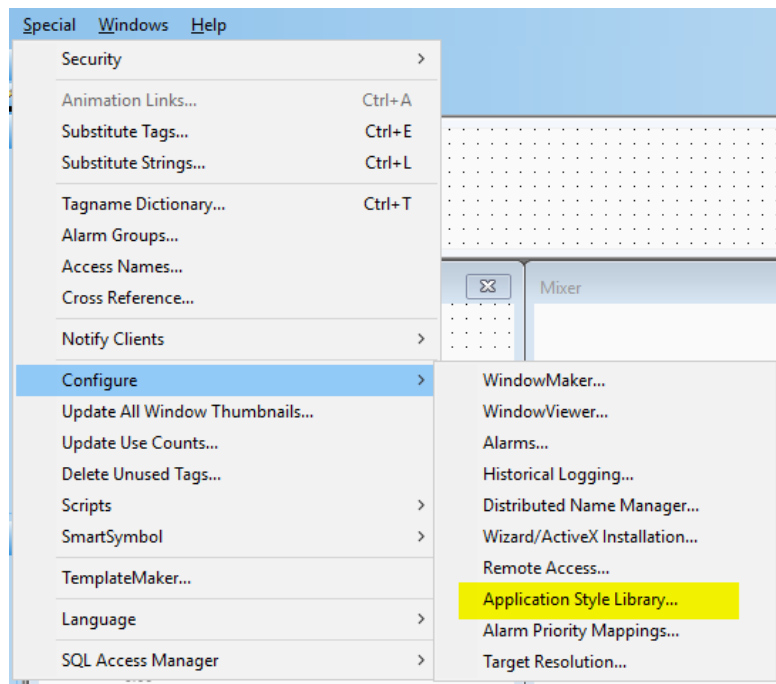 Special Windows Help
Security >
Animation Links... Ctrl+A
Substitute Tags... Ctrl+E
Substitute Strings... Ctrl+L
Tagname Dictionary... Ctrl+T
Alarm Groups...
Access Names...
Cross Reference...
Notify Clients >
Configure >
Update All Window Thumbnails...
Update Use Counts...
Delete Unused Tags...
Scripts >
SmartSymbol >
TemplateMaker...
Language >
SQL Access Manager >
Mixer
WindowMaker...
WindowViewer...
Alarms...
Historical Logging...
Distributed Name Manager...
Wizard/ActiveX Installation...
Remote Access...
Application Style Library...
Alarm Priority Mappings...
Target Resolution...